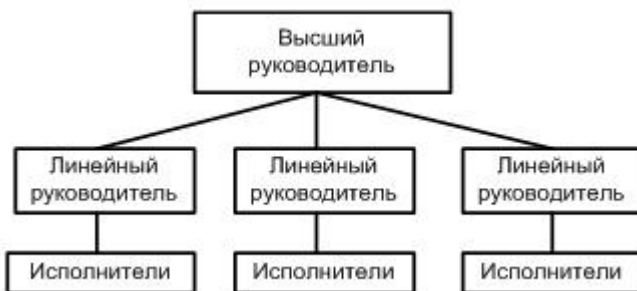 Высший
руководитель
Линейный
руководитель
Линейный
руководитель
Линейный
руководитель
Исполнители
Исполнители
Исполнители